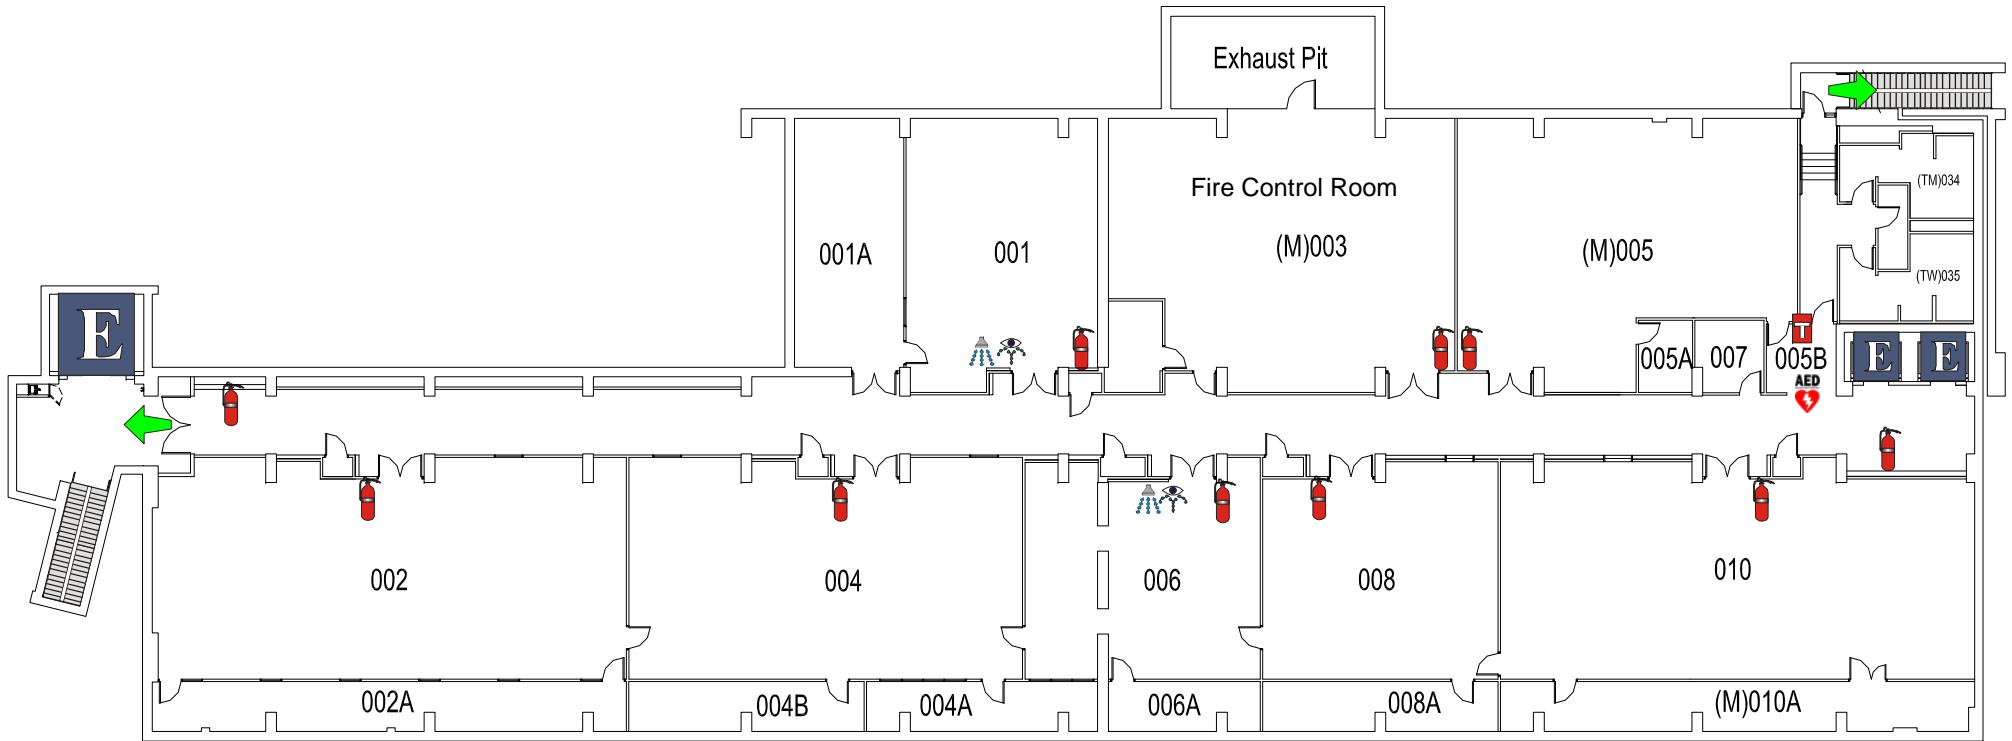 Exhaust Pit
Fire Control Room
(TM)034
001A
001
(M)003
(M)005
(TW)035
E
T
005A
007
005B
E
E
AED
002
004
006
008
010
002A
004B
004A
006A
008A
(M)010A